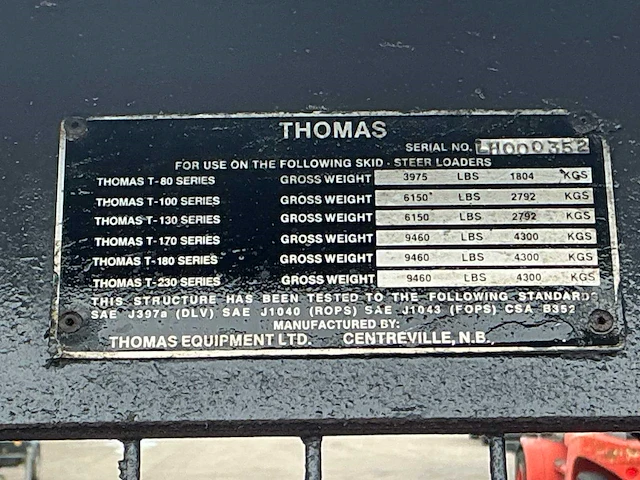 THOMAS
SERIAL NO. LH000352
FOR USE ON THE FOLLOWING SKID - STEER LOADERS
THOMAS T-80 SERIES GROSS WEIGHT 3975 LBS 1804 KGS
THOMAS T-100 SERIES GROSS WEIGHT 6150 LBS 2792 KGS
THOMAS T-130 SERIES GROSS WEIGHT 6150 LBS 2792 KGS
THOMAS T-170 SERIES GROSS WEIGHT 9460 LBS 4300 KGS
THOMAS T-180 SERIES GROSS WEIGHT 9460 LBS 4300 KGS
THOMAS T-230 SERIES GROSS WEIGHT 9460 LBS 4300 KGS
THIS STRUCTURE HAS BEEN TESTED TO THE FOLLOWING STANDARDS
SAE J397a (DLV) SAE J1040 (ROPS) SAE J1043 (FOPS) CSA B352
MANUFACTURED BY:
THOMAS EQUIPMENT LTD. CENTREVILLE, N.B.